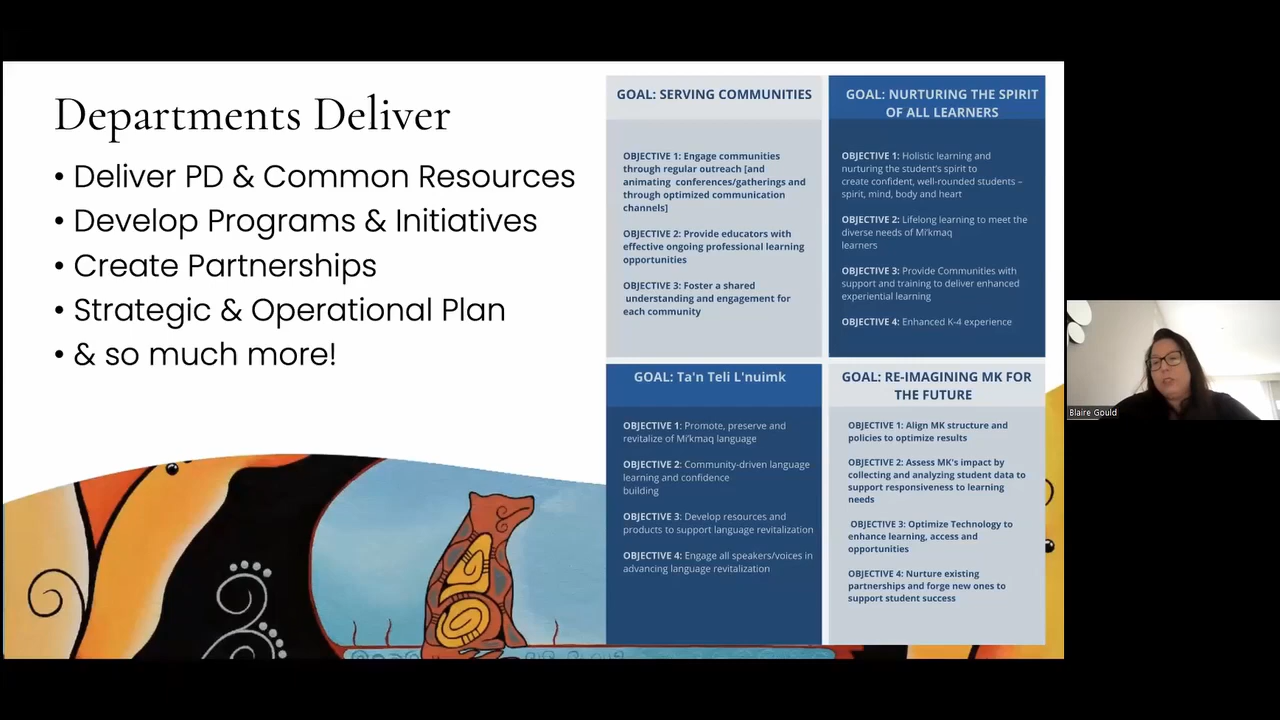 Departments Deliver
• Deliver PD & Common Resources
• Develop Programs & Initiatives
• Create Partnerships
• Strategic & Operational Plan
• & so much more!
GOAL: SERVING COMMUNITIES
OBJECTIVE 1: Engage communities
through regular outreach [and
animating conferences/gatherings and
through optimized communication
channels]
OBJECTIVE 2: Provide educators with
effective ongoing professional learning
opportunities
OBJECTIVE 3: Foster a shared
understanding and engagement for
each community
GOAL: NURTURING THE SPIRIT
OF ALL LEARNERS
OBJECTIVE 1: Holistic learning and
nurturing the student's spirit to
create confident, well-rounded students –
spirit, mind, body and heart
OBJECTIVE 2: Lifelong learning to meet the
diverse needs of Mi'kmaq
learners
OBJECTIVE 3: Provide Communities with
support and training to deliver enhanced
experiential learning
OBJECTIVE 4: Enhanced K-4 experience
GOAL: Ta'n Teli L'nuimk
OBJECTIVE 1: Promote, preserve and
revitalize of Mi'kmaq language
OBJECTIVE 2: Community-driven language
learning and confidence
building
OBJECTIVE 3: Develop resources and
products to support language revitalization
OBJECTIVE 4: Engage all speakers/voices in
advancing language revitalization
GOAL: RE-IMAGINING MK FOR
THE FUTURE
OBJECTIVE 1: Align MK structure and
policies to optimize results
OBJECTIVE 2: Assess MK's impact by
collecting and analyzing student data to
support responsiveness to learning
needs
OBJECTIVE 3: Optimize Technology to
enhance learning, access and
opportunities
OBJECTIVE 4: Nurture existing
partnerships and forge new ones to
support student success
Blaire Gould